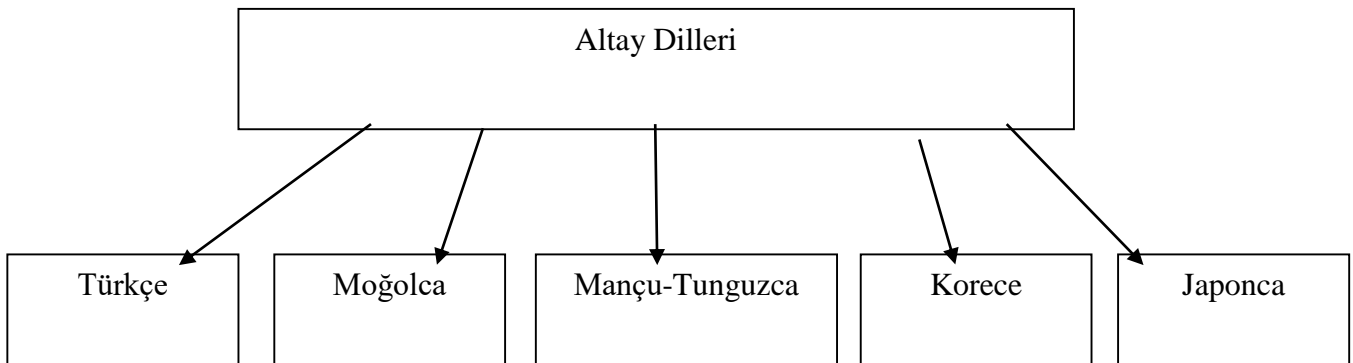 Altay Dilleri
Türkçe
Moğolca
Mançu-Tunguzca
Korece
Japonca